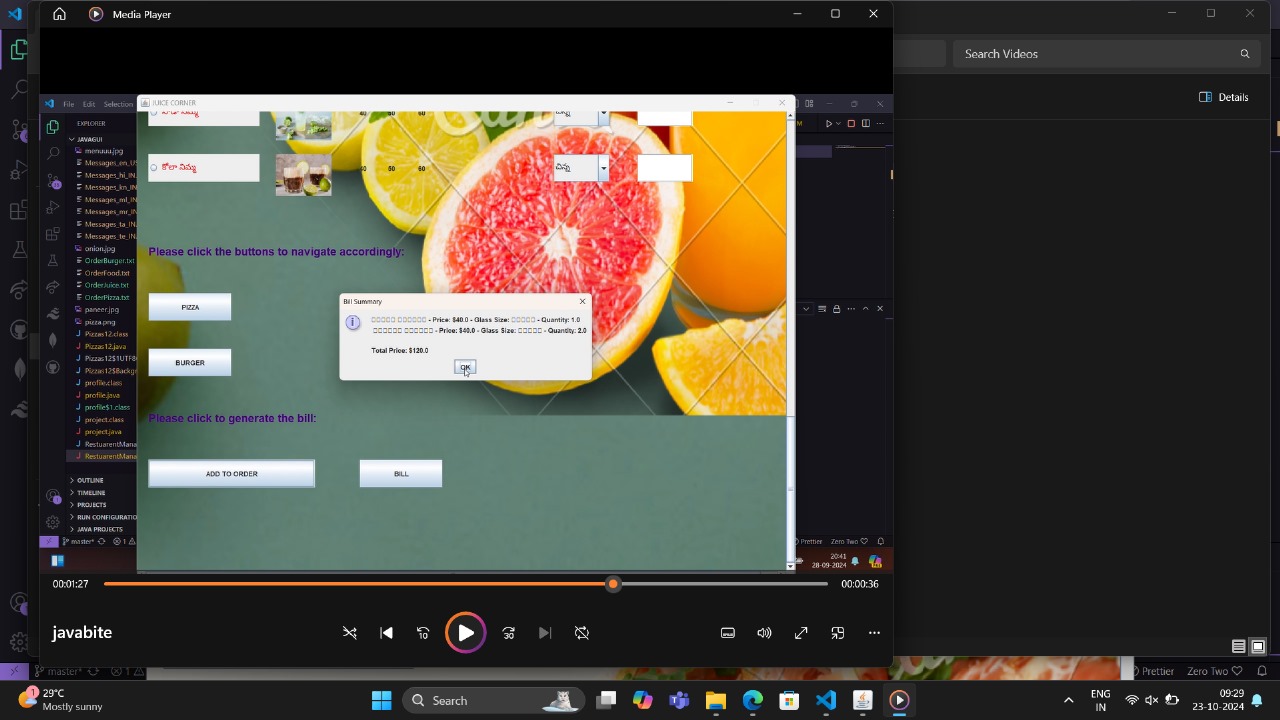 Media Player
Search Videos
Details
File Edit Selection
JUICE CORNER
EXPLORER
JAVAGUI
menuuu.jpg
Messages_en_US
Messages_hi_IN.
Messages_kn_IN
Messages_ml_IN
Messages_mr_IN
Messages_ta_IN.
Messages_te_IN.
onion.jpg
OrderBurger.txt
OrderFood.txt
OrderJuice.txt
OrderPizza.txt
paneer.jpg
pizza.png
Pizzas12.class
Pizzas12.java
Pizzas12$1UTF8
Pizzas12$Backgr
profile.class
profile.java
profile$1.class
project.class
project.java
RestuarentMana
RestuarentMana
OUTLINE
TIMELINE
PROJECTS
RUN CONFIGURATIO
JAVA PROJECTS
master*
1
40 50 60
కోలా నిమ్మ
40 50 60
చిన్న
Please click the buttons to navigate accordingly:
PIZZA
BURGER
Bill Summary
- Price: $40.0 - Glass Size: - Quantity: 1.0
- Price: $40.0 - Glass Size: - Quantity: 2.0
Total Price: $120.0
OK
Please click to generate the bill:
ADD TO ORDER
BILL
Prettier Zero Two
20:41
28-09-2024
00:01:27
00:00:36
javabite
10
30
master*
1
Prettier
Zero Two
1
29°C
Mostly sunny
Search
ENG
IN
09:29
23-10-2024